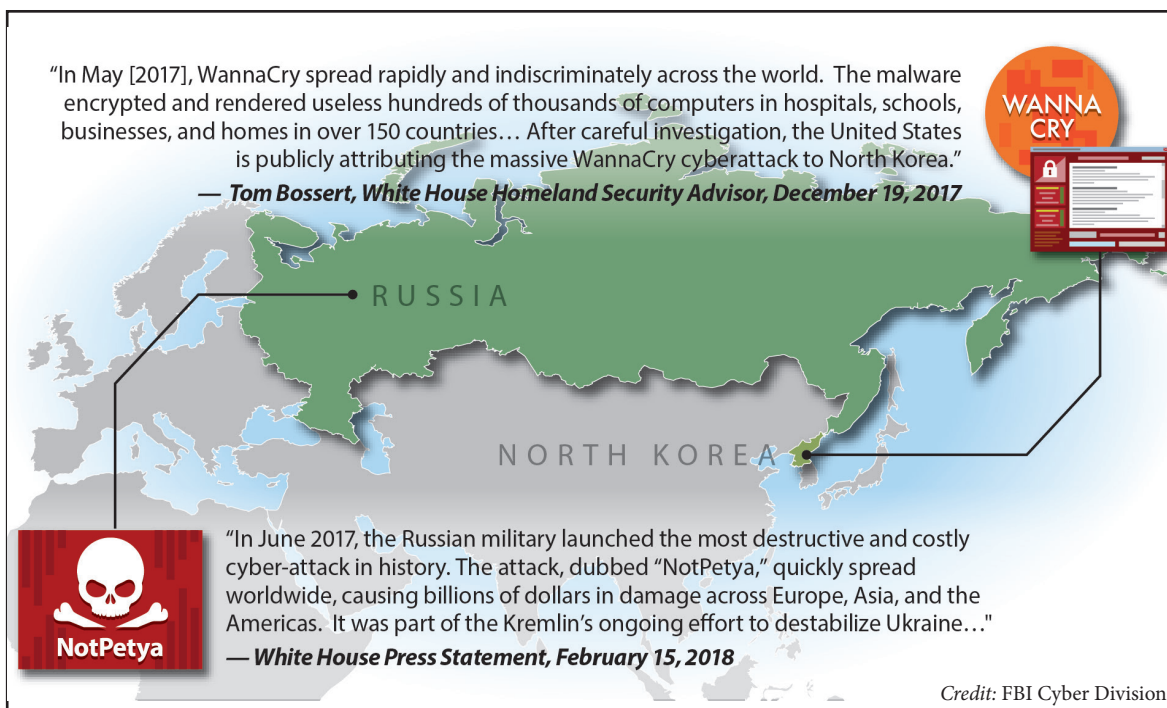 “In May [2017], WannaCry spread rapidly and indiscriminately across the world.  The malware
encrypted and rendered useless hundreds of thousands of computers in hospitals, schools,
businesses, and homes in over 150 countries… After careful investigation, the United States
is publicly attributing the massive WannaCry cyberattack to North Korea.”
— Tom Bossert, White House Homeland Security Advisor, December 19, 2017
WANNA
CRY
RUSSIA
NORTH KOREA
“In June 2017, the Russian military launched the most destructive and costly
cyber-attack in history. The attack, dubbed “NotPetya,” quickly spread
worldwide, causing billions of dollars in damage across Europe, Asia, and the
Americas.  It was part of the Kremlin’s ongoing effort to destabilize Ukraine…"
— White House Press Statement, February 15, 2018
NotPetya
Credit: FBI Cyber Division